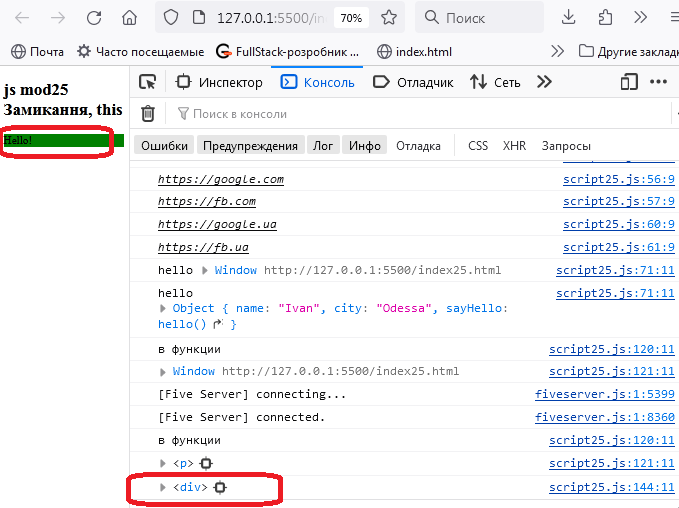 127.0.0.1:5500/in
70%
Поиск
Почта
Часто посещаемые
FullStack-розробник ...
index.html
Другие заклад
js mod25
Замикання, this
Hello!
Инспектор
Консоль
Отладчик
Сеть
Поиск в консоли
Ошибки
Предупреждения
Лог
Инфо
Отладка
CSS
XHR
Запросы
https://google.com script25.js:56:9
https://fb.com script25.js:57:9
https://google.ua script25.js:60:9
https://fb.ua script25.js:61:9
hello Window http://127.0.0.1:5500/index25.html script25.js:71:11
hello script25.js:71:11
Object { name: "Ivan", city: "Odessa", sayHello:
hello() }
в функции script25.js:120:11
Window http://127.0.0.1:5500/index25.html script25.js:121:11
[Five Server] connecting... fiveserver.js:1:5399
[Five Server] connected. fiveserver.js:1:8360
в функции script25.js:120:11
<p> script25.js:121:11
<div> script25.js:144:11